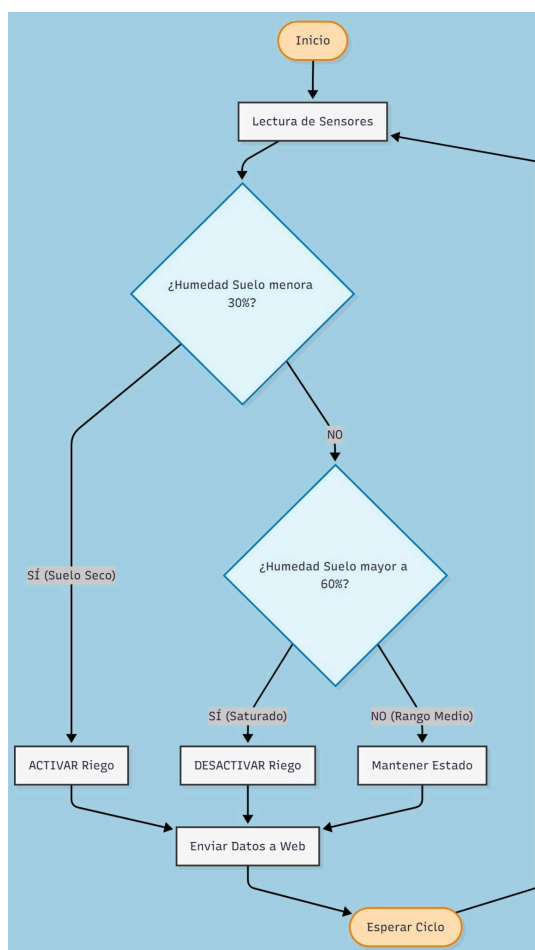 Inicio
Lectura de Sensores
¿Humedad Suelo menora
30%?
NO
¿Humedad Suelo mayor a
60%?
SÍ (Suelo Seco)
SÍ (Saturado)
NO (Rango Medio)
ACTIVAR Riego
DESACTIVAR Riego
Mantener Estado
Enviar Datos a Web
Esperar Ciclo